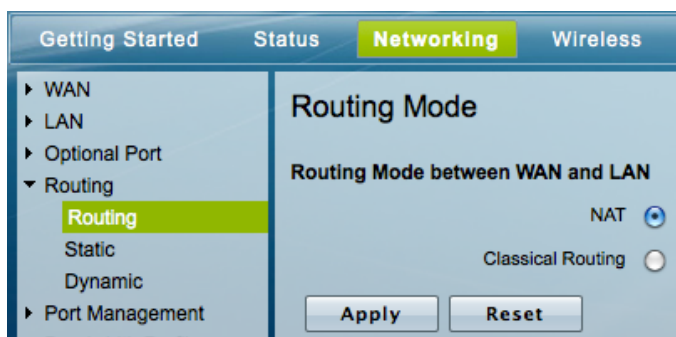 Getting Started Status Networking Wireless
WAN
LAN
Optional Port
Routing
Routing
Static
Dynamic
Port Management
Routing Mode
Routing Mode between WAN and LAN
NAT
Classical Routing
Apply Reset